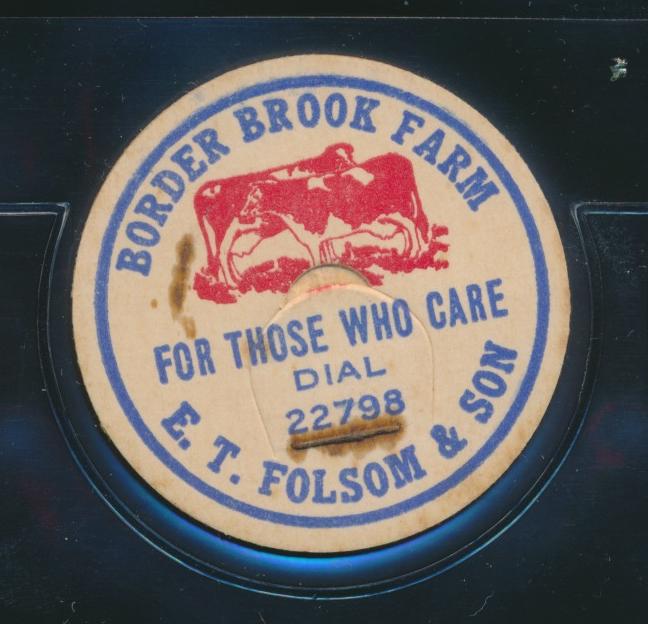 BORDER BROOK FARM
FOR THOSE WHO CARE
DIAL
22798
E. T. FOLSOM & SON